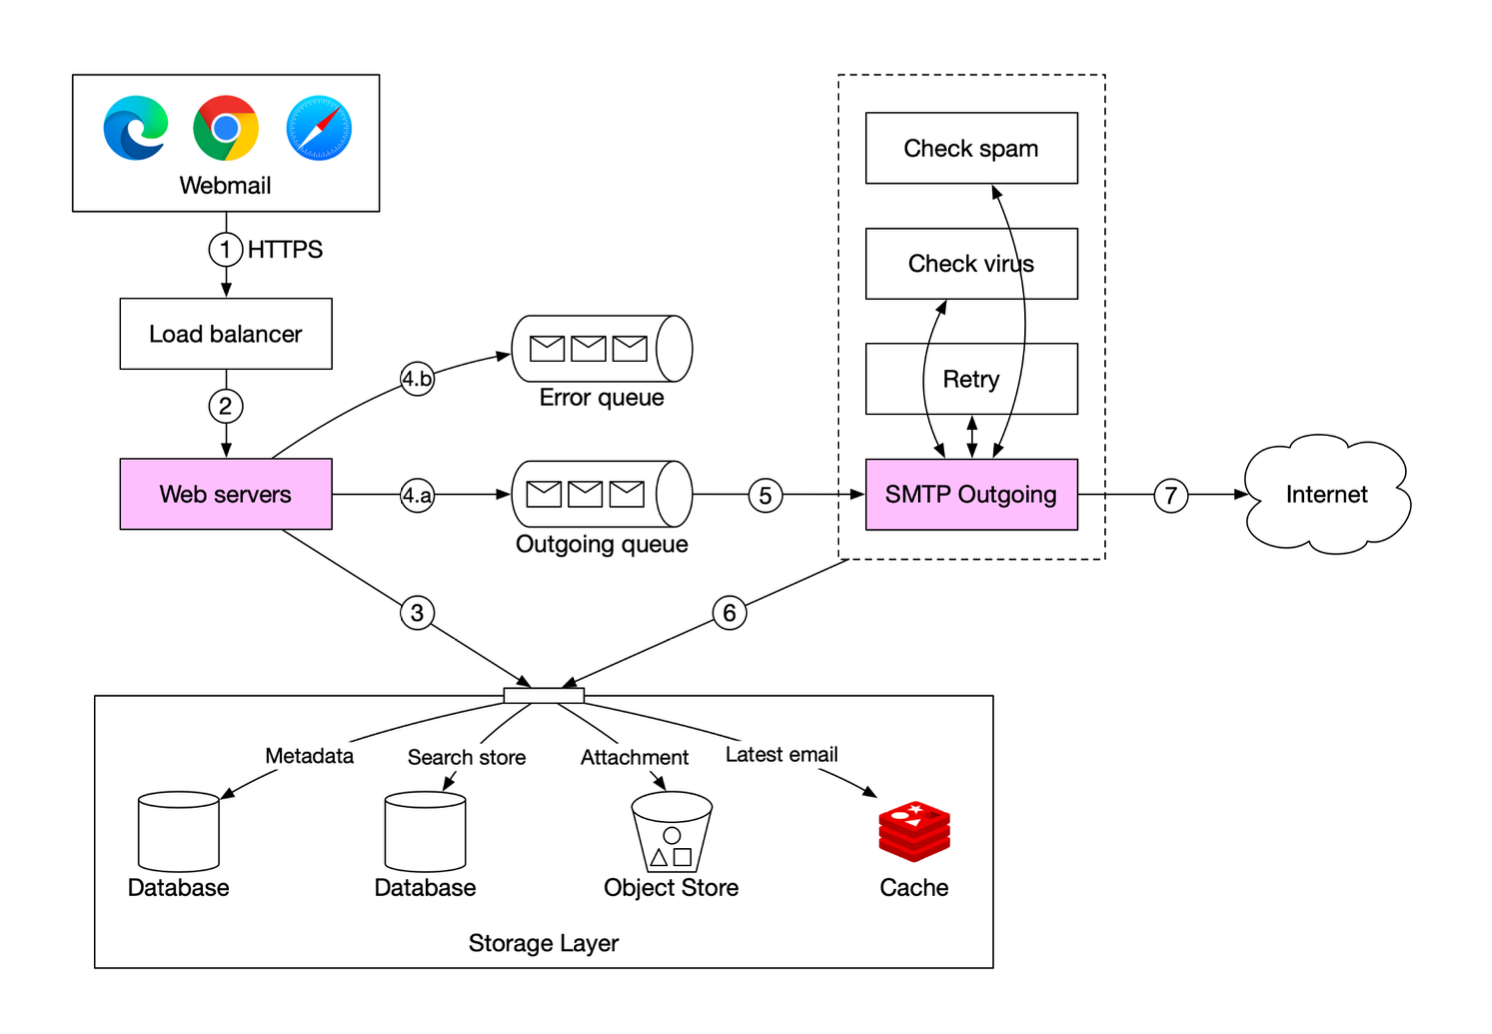 Webmail
1 HTTPS
Load balancer
2
Web servers
4.b
Error queue
4.a
Outgoing queue
5
Check spam
Check virus
Retry
SMTP Outgoing
7
Internet
3
6
Metadata
Search store
Attachment
Latest email
Database
Database
Object Store
Cache
Storage Layer